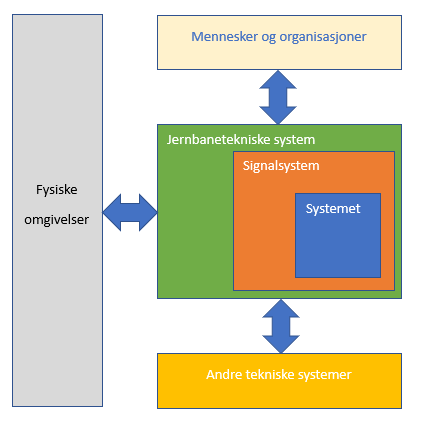 Mennesker og organisasjoner
Jernbanetekniske system
Signalsystem
Systemet
Fysiske
omgivelser
Andre tekniske systemer